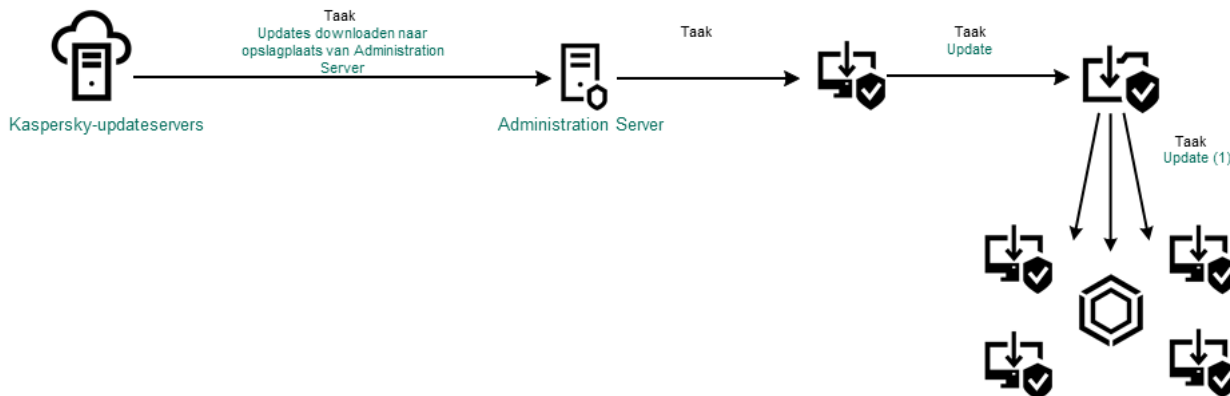 Taak
Updates downloaden naar
opslagplaats van Administration
Server
Taak
Taak
Update
Kaspersky-updateservers
Administration Server
Taak
Update (1)